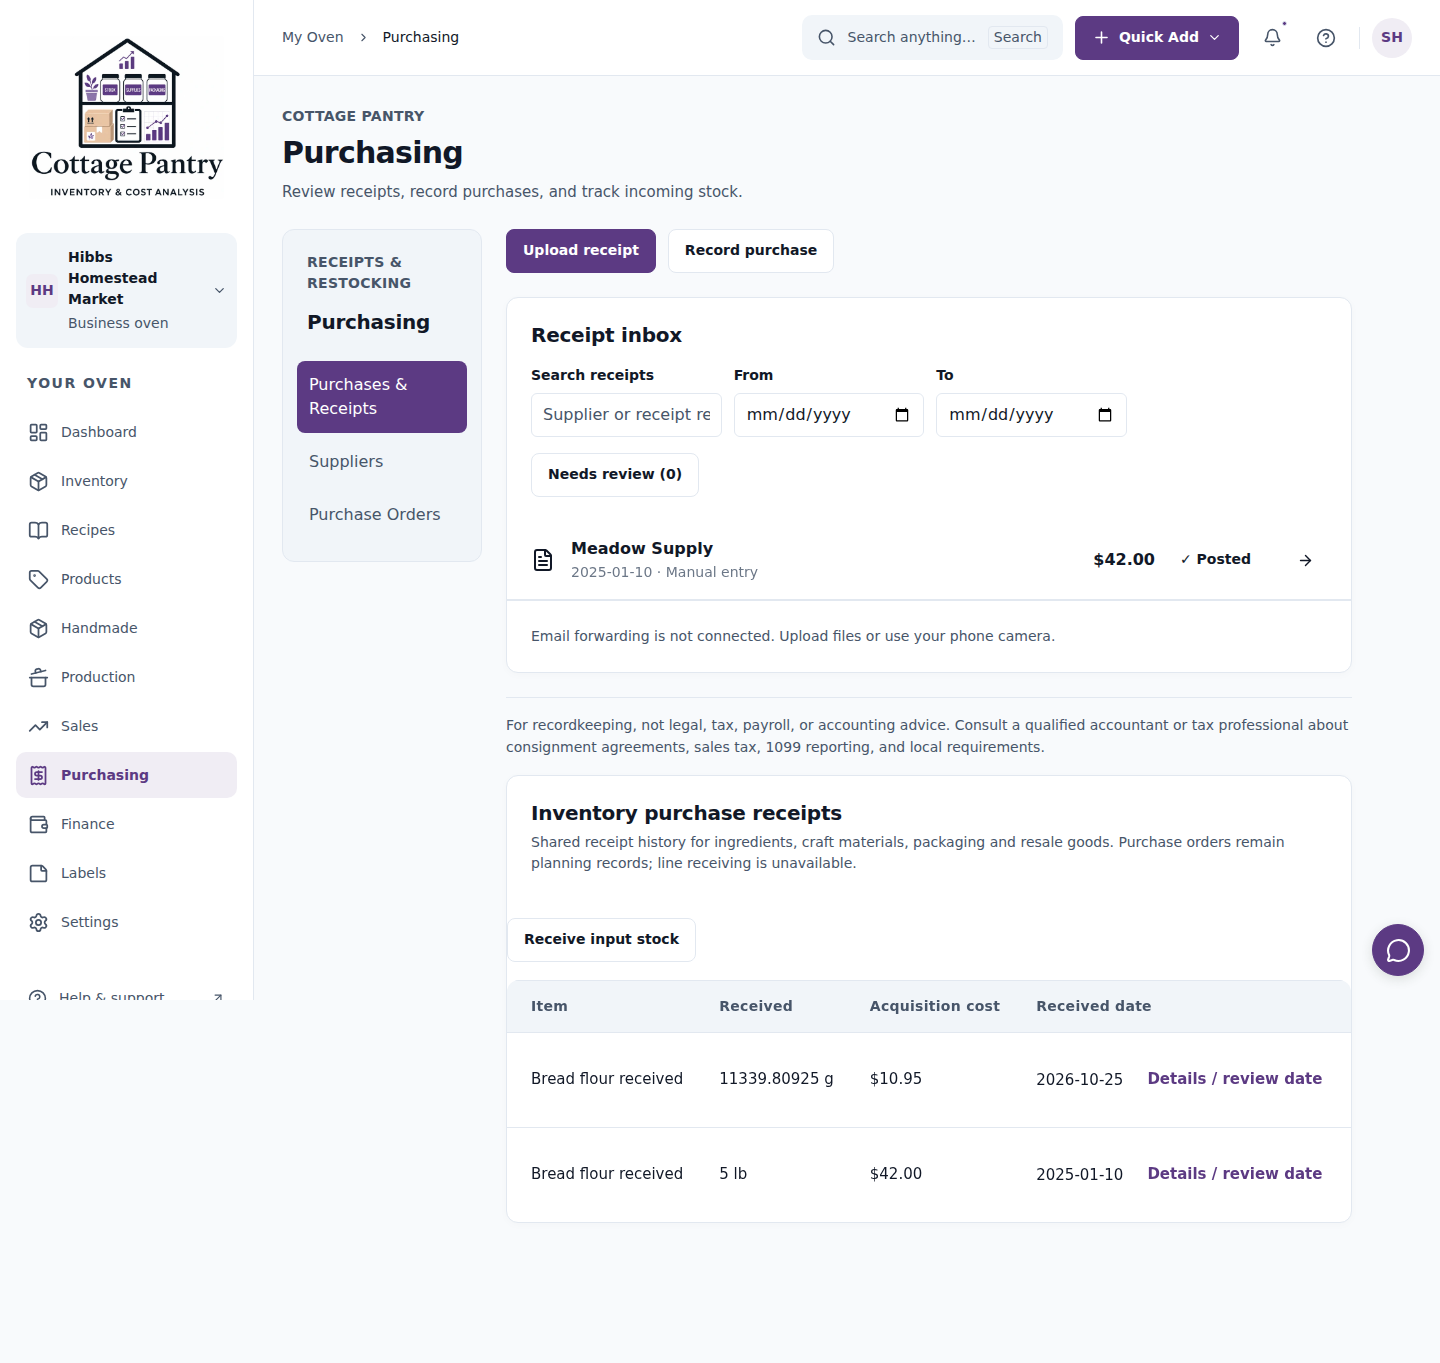 Cottage Pantry
INVENTORY & COST ANALYSIS
HH
Hibbs
Homestead
Market
Business oven
YOUR OVEN
Dashboard
Inventory
Recipes
Products
Handmade
Production
Sales
Purchasing
Finance
Labels
Settings
Help & support
My Oven
Purchasing
Search anything...
Search
Quick Add
SH
COTTAGE PANTRY
Purchasing
Review receipts, record purchases, and track incoming stock.
RECEIPTS &
RESTOCKING
Purchasing
Purchases &
Receipts
Suppliers
Purchase Orders
Upload receipt
Record purchase
Receipt inbox
Search receipts From To
Supplier or receipt re mm/dd/yyyy mm/dd/yyyy
Needs review (0)
Meadow Supply
2025-01-10 · Manual entry
$42.00 ✓ Posted
Email forwarding is not connected. Upload files or use your phone camera.
For recordkeeping, not legal, tax, payroll, or accounting advice. Consult a qualified accountant or tax professional about
consignment agreements, sales tax, 1099 reporting, and local requirements.
Inventory purchase receipts
Shared receipt history for ingredients, craft materials, packaging and resale goods. Purchase orders remain
planning records; line receiving is unavailable.
Receive input stock
Item Received Acquisition cost Received date
Bread flour received 11339.80925 g $10.95 2026-10-25 Details / review date
Bread flour received 5 lb $42.00 2025-01-10 Details / review date